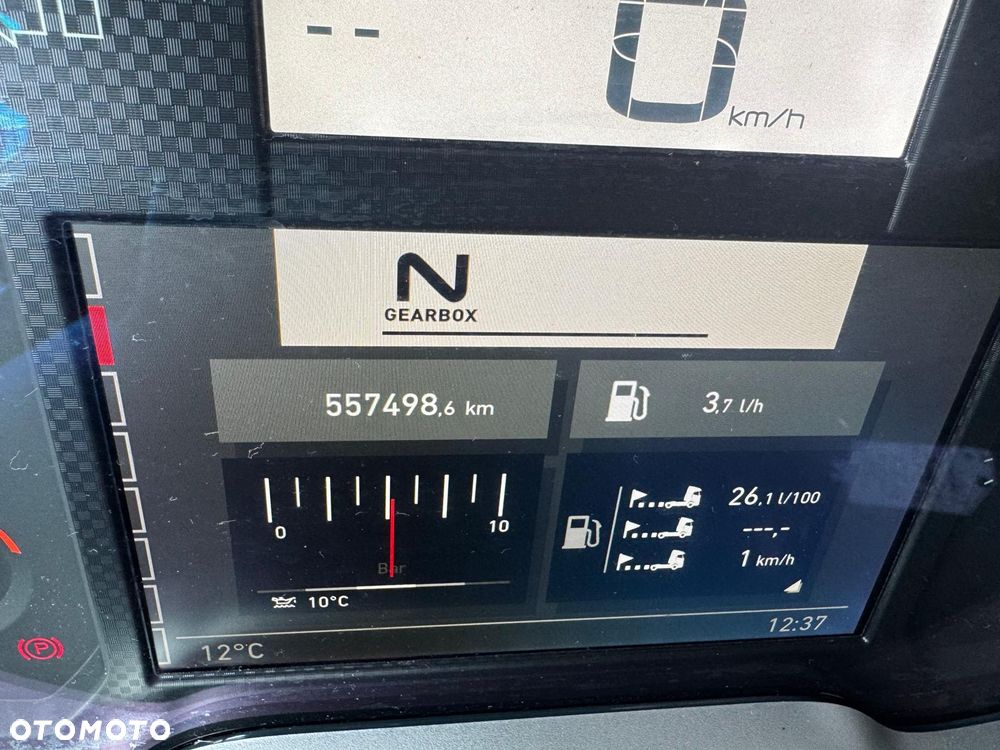 -- 0 km/h
N
GEARBOX
557498,6 km
3,7 l/h
0 10
Bar
10°C
26,1 l/100
---,-
1 km/h
12:37
12°C
P
OTOMOTO